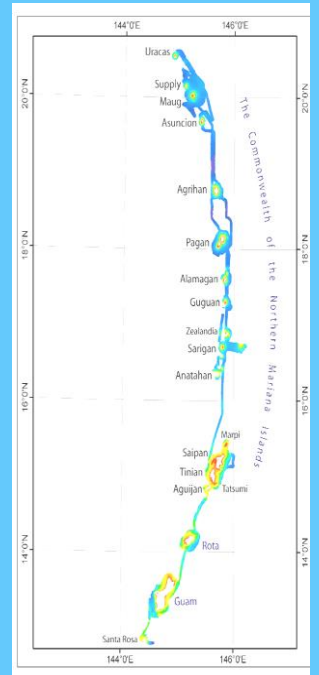 144°0'E
146°0'E
Uracas
20°0'N
20°0'N
Supply
Maug
Asuncion
The Commonwealth of the Northern Mariana Islands
Agrihan
Pagan
18°0'N
18°0'N
Alamagan
Guguan
Zealandia
Sarigan
Anatahan
16°0'N
16°0'N
Marpi
Saipan
Tinian
Aguijan
Tatsumi
14°0'N
14°0'N
Rota
Guam
Santa Rosa
144°0'E
146°0'E